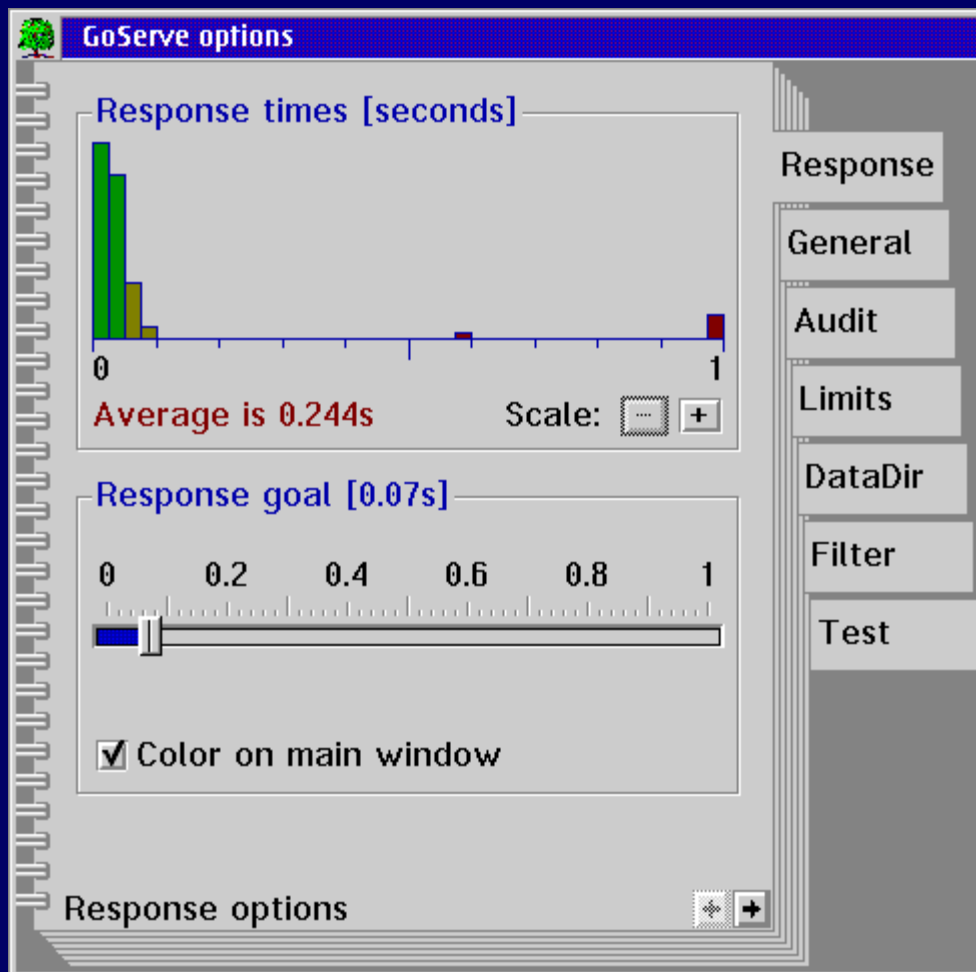 GoServe options
Response times [seconds]
0 1
Average is 0.244s Scale: - +
Response goal [0.07s]
0 0.2 0.4 0.6 0.8 1
Color on main window
Response options
Response
General
Audit
Limits
DataDir
Filter
Test